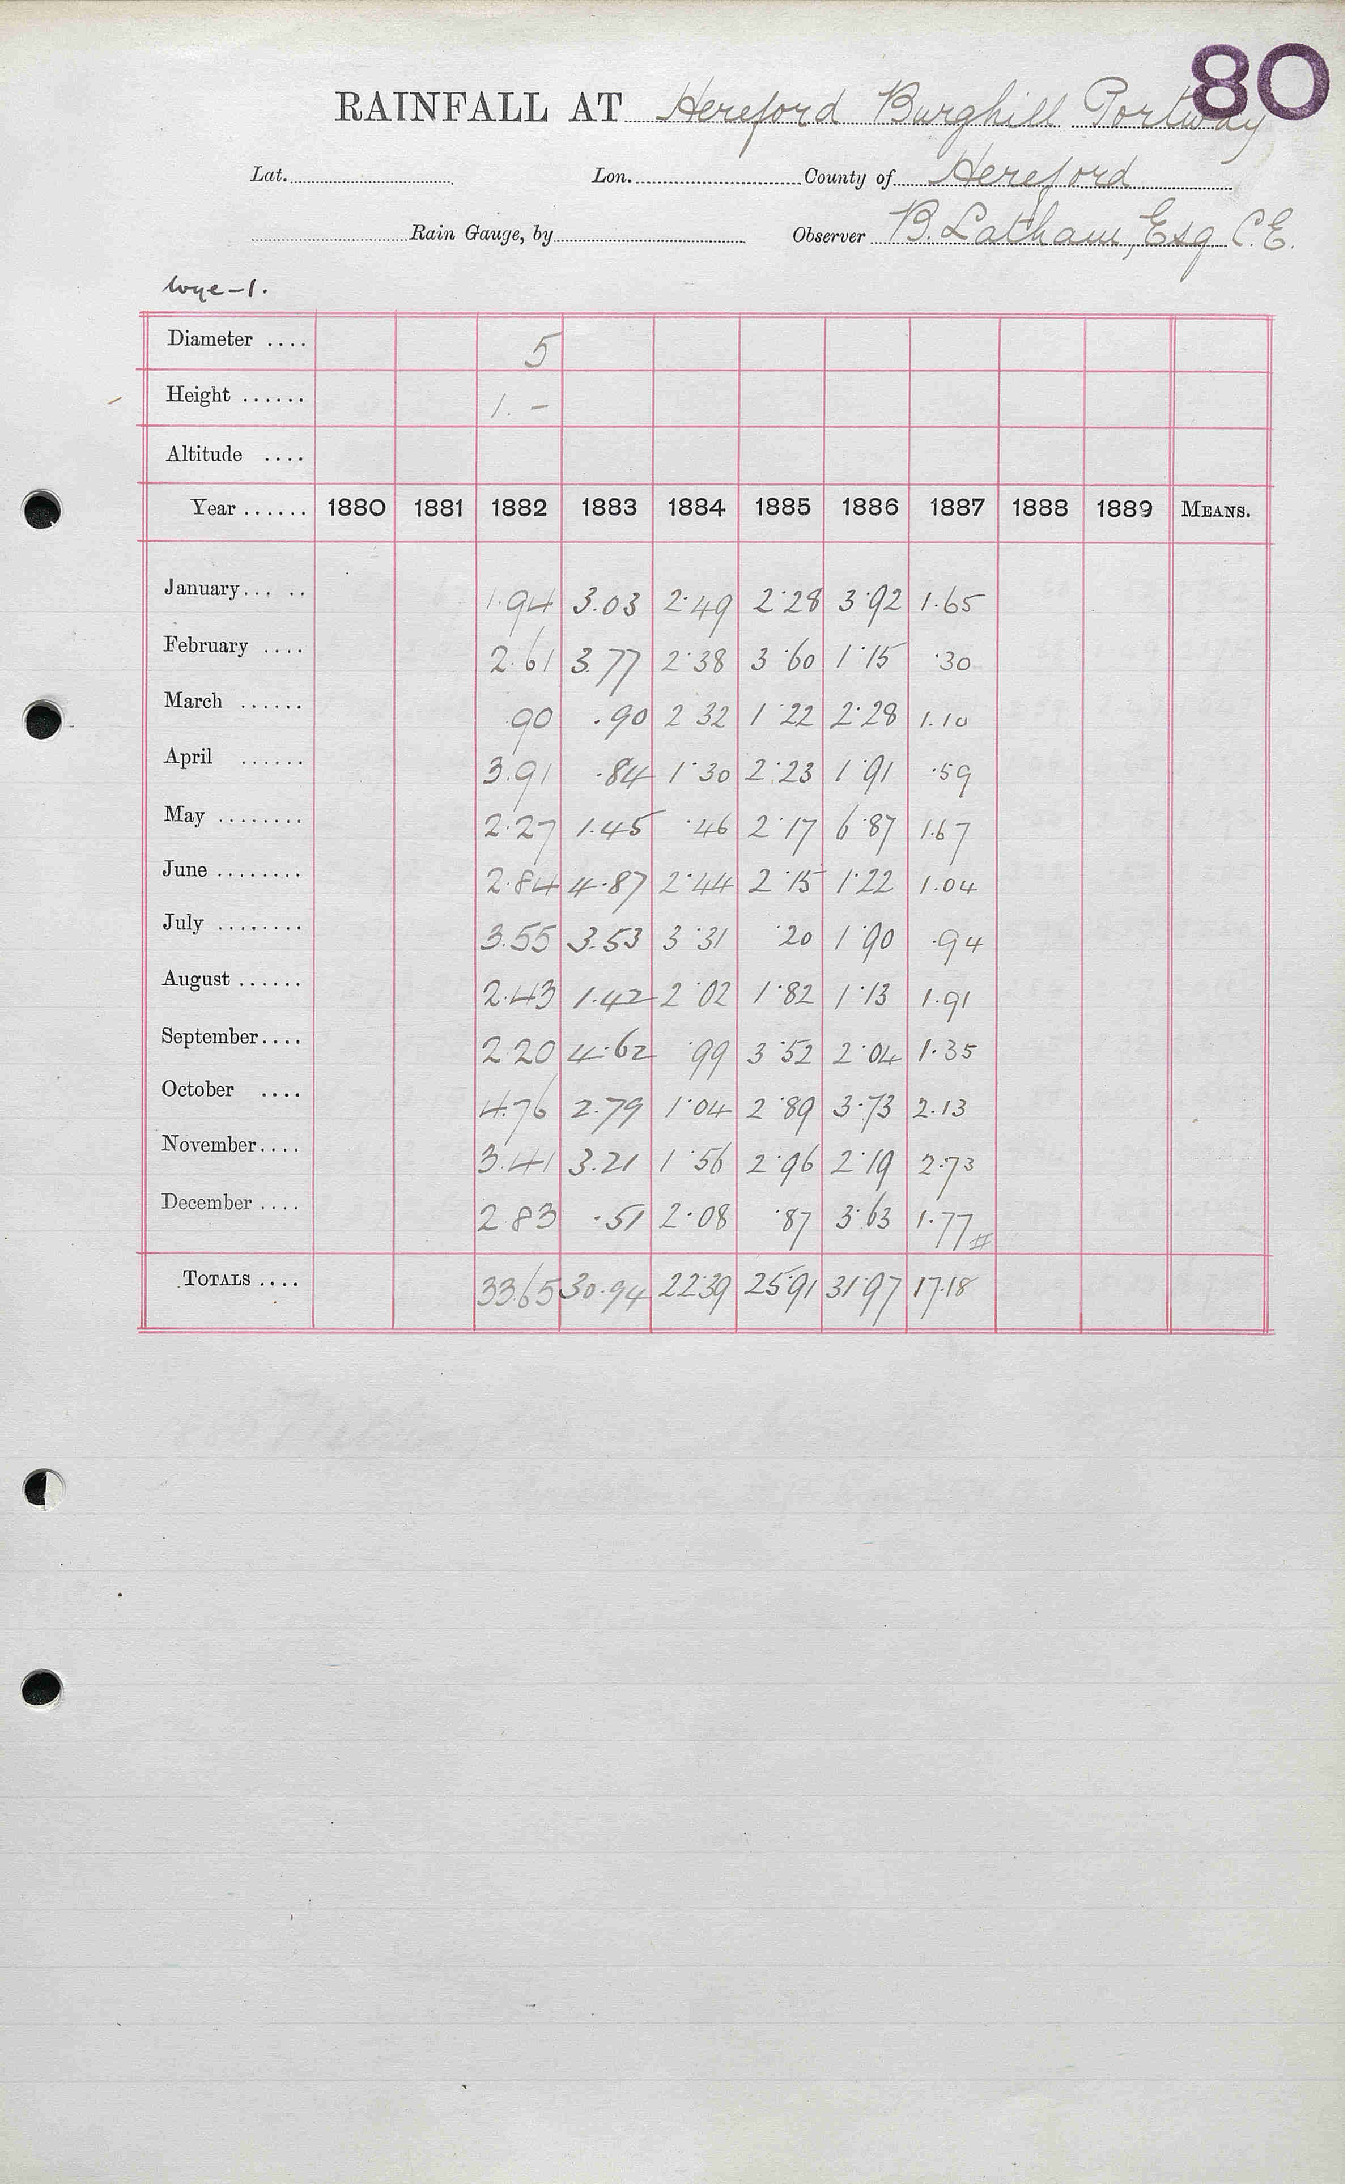 80
RAINFALL AT Hereford Burghill Portway
Lat. Lon. County of Hereford
Rain Gauge, by Observer B. Latham, Esq C.E.
Wye-1.
Diameter .... 5
Height ...... 1. -
Altitude ....
Year ...... 1880 1881 1882 1883 1884 1885 1886 1887 1888 1889 MEANS.
January... .. 1.94 3.03 2.49 2.28 3.92 1.65
February .... 2.61 3.77 2.38 3.60 1.15 .30
March ...... .90 .90 2 32 1.22 2.28 1.10
April ...... 3.91 .84 1.30 2.23 1.91 .59
May ........ 2.27 1.45 .46 2.17 6.87 1.67
June ........ 2.84 4.87 2.44 2.15 1.22 1.04
July ........ 3.55 3.53 3.31 .20 1.90 .94
August ...... 2.43 1.42 2.02 1.82 1.13 1.91
September.... 2.20 4.62 .99 3.52 2.04 1.35
October .... 4.76 2.79 1.04 2.89 3.73 2.13
November.... 3.41 3.21 1.56 2.96 2.19 2.73
December .... 2.83 .51 2.08 .87 3.63 1.77 #
TOTALS .... 33.65 30.94 22.39 25.91 31.97 17.18